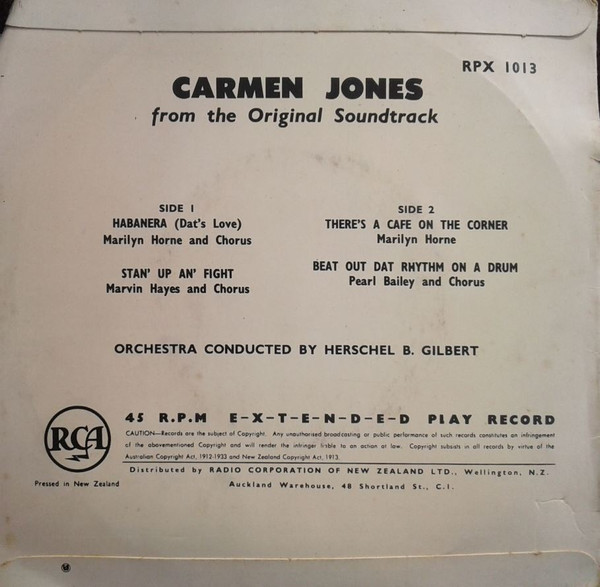 RPX 1013
CARMEN JONES
from the Original Soundtrack
SIDE 1
HABANERA (Dat's Love)
Marilyn Horne and Chorus
STAN' UP AN' FIGHT
Marvin Hayes and Chorus
SIDE 2
THERE'S A CAFE ON THE CORNER
Marilyn Horne
BEAT OUT DAT RHYTHM ON A DRUM
Pearl Bailey and Chorus
ORCHESTRA CONDUCTED BY HERSCHEL B. GILBERT
RCA
Pressed in New Zealand
45 R.P.M E-X-T-E-N-D-E-D PLAY RECORD
CAUTION—Records are the subject of Copyright. Any unauthorised broadcasting or public performance of such records constitutes an infringement
of the abovementioned Copyright and will render the infringer liable to an action at law. Copyright subsists in all records by virtue of the
Australian Copyright Act, 1912-1933 and New Zealand Copyright Act, 1913.
Distributed by RADIO CORPORATION OF NEW ZEALAND LTD., Wellington, N.Z.
Auckland Warehouse, 48 Shortland St., C.1.